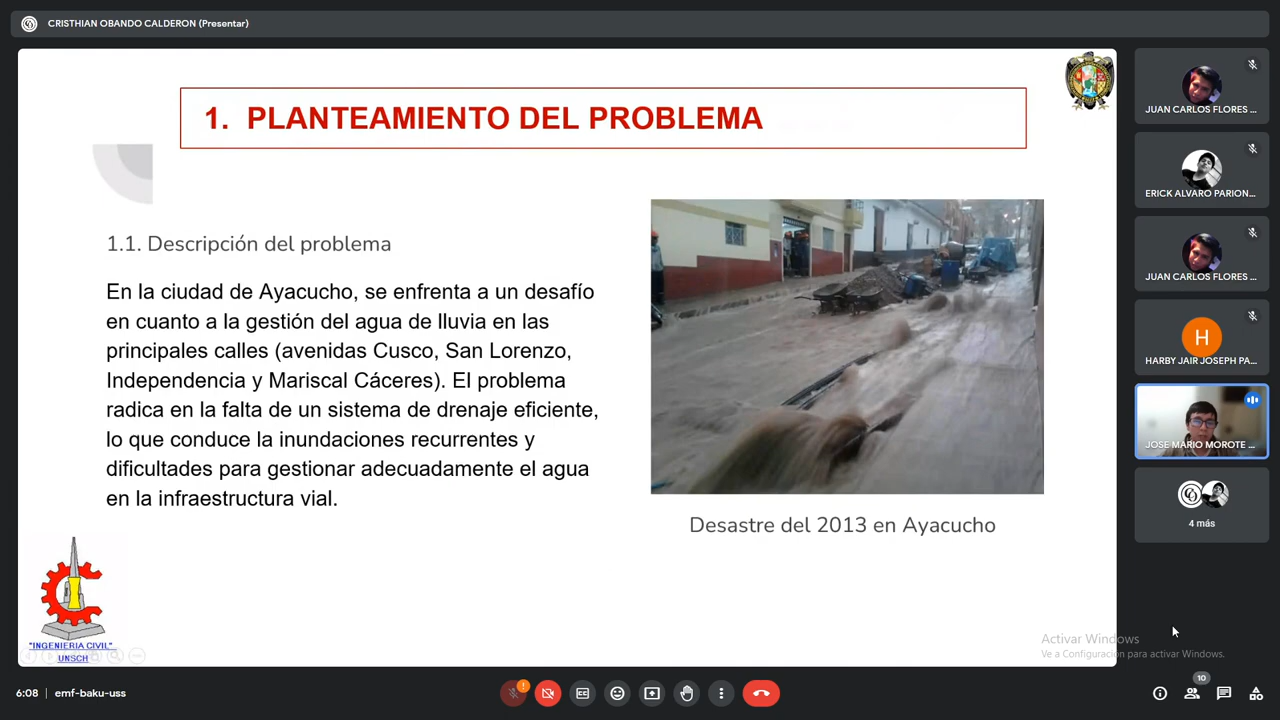 CRISTHIAN OBANDO CALDERON (Presentar)
1. PLANTEAMIENTO DEL PROBLEMA
1.1. Descripción del problema
En la ciudad de Ayacucho, se enfrenta a un desafío
en cuanto a la gestión del agua de lluvia en las
principales calles (avenidas Cusco, San Lorenzo,
Independencia y Mariscal Cáceres). El problema
radica en la falta de un sistema de drenaje eficiente,
lo que conduce la inundaciones recurrentes y
dificultades para gestionar adecuadamente el agua
en la infraestructura vial.
Desastre del 2013 en Ayacucho
"INGENIERIA CIVIL"
UNSCH
JUAN CARLOS FLORES ...
ERICK ALVARO PARION...
JUAN CARLOS FLORES ...
H
HARBY JAIR JOSEPH PA...
JOSE MARIO MOROTE ...
4 más
Activar Windows
Ve a Configuración para activar Windows.
6:08
emf-baku-uss
10